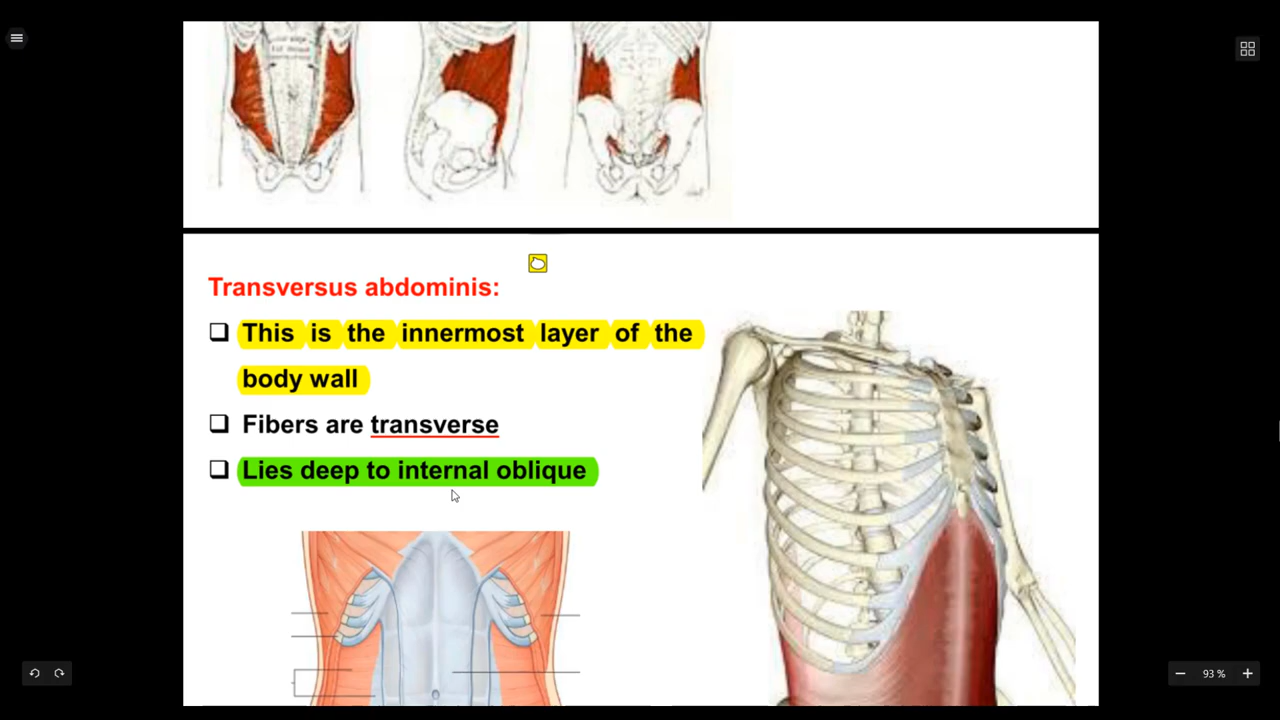 Transversus abdominis:
❑ This is the innermost layer of the
body wall
❑ Fibers are transverse
❑ Lies deep to internal oblique
93 %